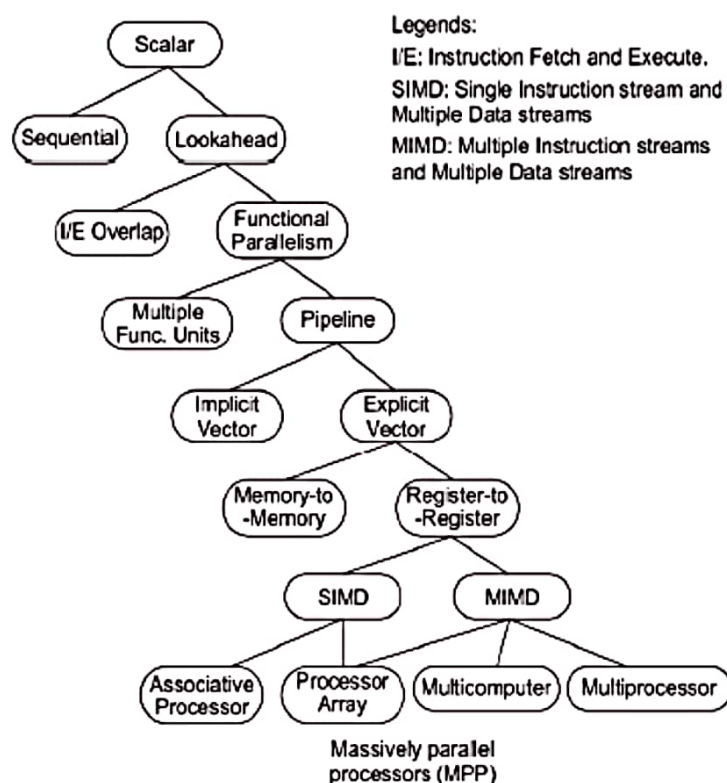 Scalar
Legends:
I/E: Instruction Fetch and Execute.
SIMD: Single Instruction stream and
Multiple Data streams
MIMD: Multiple Instruction streams
and Multiple Data streams
Sequential
Lookahead
I/E Overlap
Functional
Parallelism
Multiple
Func. Units
Pipeline
Implicit
Vector
Explicit
Vector
Memory-to
-Memory
Register-to
-Register
SIMD
MIMD
Associative
Processor
Processor
Array
Multicomputer
Multiprocessor
Massively parallel
processors (MPP)